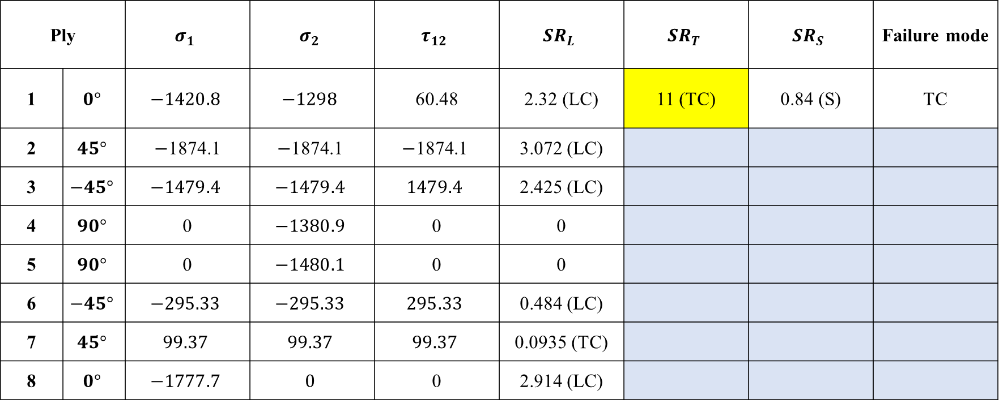 Ply σ₁ σ₂ τ₁₂ SR_L SR_T SR_S Failure mode
1 0° −1420.8 −1298 60.48 2.32 (LC) 11 (TC) 0.84 (S) TC
2 45° −1874.1 −1874.1 −1874.1 3.072 (LC)
3 −45° −1479.4 −1479.4 1479.4 2.425 (LC)
4 90° 0 −1380.9 0 0
5 90° 0 −1480.1 0 0
6 −45° −295.33 −295.33 295.33 0.484 (LC)
7 45° 99.37 99.37 99.37 0.0935 (TC)
8 0° −1777.7 0 0 2.914 (LC)